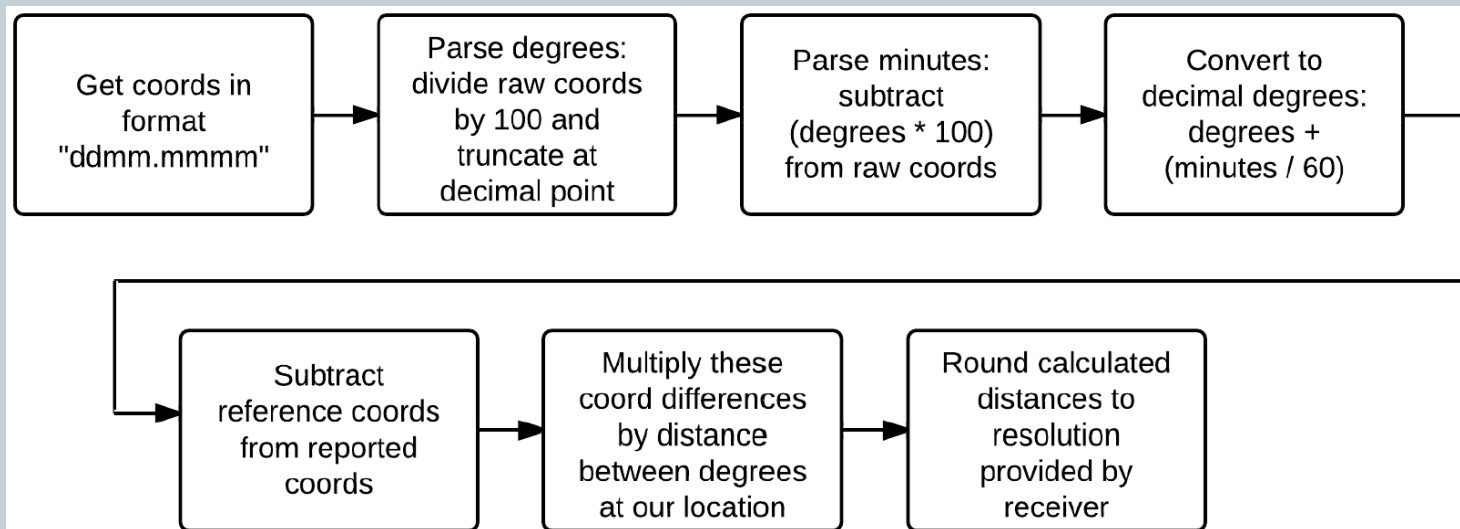 Get coords in
format
"ddmm.mmmm"
Parse degrees:
divide raw coords
by 100 and
truncate at
decimal point
Parse minutes:
subtract
(degrees * 100)
from raw coords
Convert to
decimal degrees:
degrees +
(minutes / 60)
Subtract
reference coords
from reported
coords
Multiply these
coord differences
by distance
between degrees
at our location
Round calculated
distances to
resolution
provided by
receiver